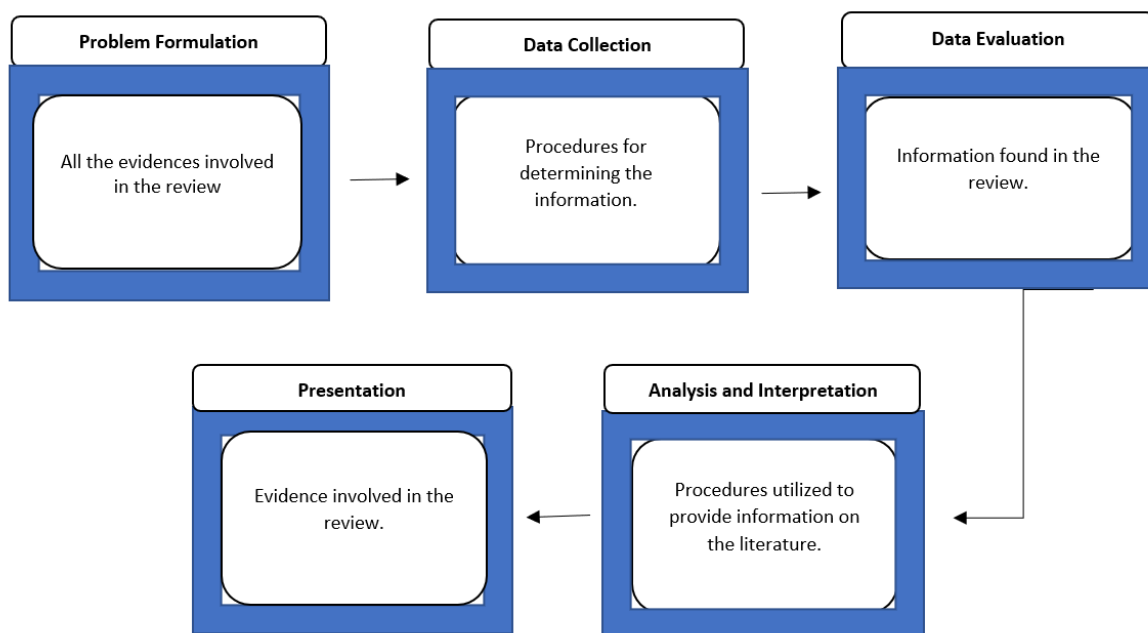 Problem Formulation
All the evidences involved
in the review
Data Collection
Procedures for
determining the
information.
Data Evaluation
Information found in the
review.
Presentation
Evidence involved in the
review.
Analysis and Interpretation
Procedures utilized to
provide information on
the literature.